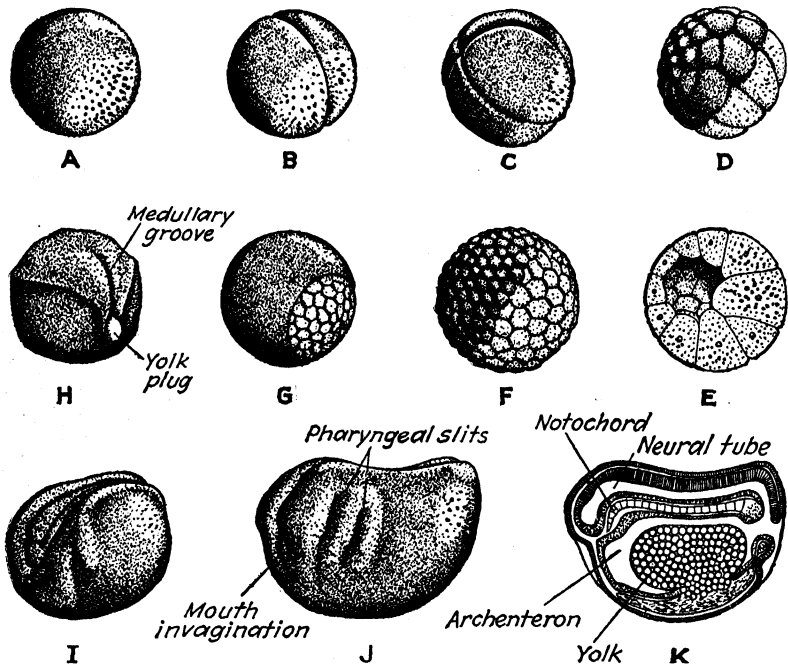 A
B
C
D
Medullary
groove
Yolk
plug
H
G
F
E
Pharyngeal slits
Notochord
Neural tube
Mouth
invagination
Archenteron
Yolk
I
J
K